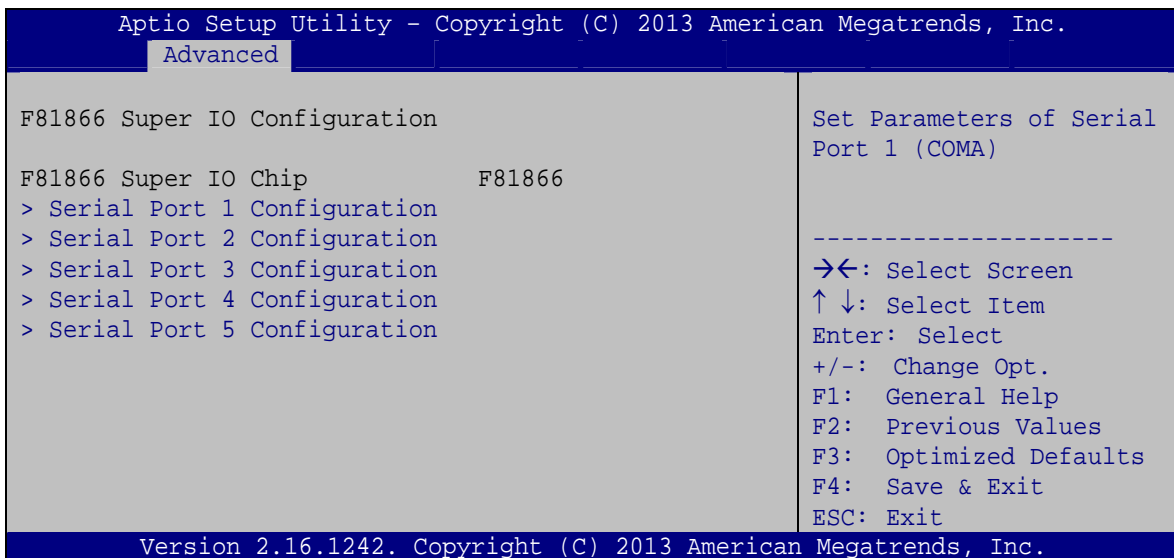 Aptio Setup Utility – Copyright (C) 2013 American Megatrends, Inc.
Advanced
F81866 Super IO Configuration
F81866 Super IO Chip F81866
> Serial Port 1 Configuration
> Serial Port 2 Configuration
> Serial Port 3 Configuration
> Serial Port 4 Configuration
> Serial Port 5 Configuration
Set Parameters of Serial
Port 1 (COMA)
---------------------
→←: Select Screen
↑ ↓: Select Item
Enter: Select
+/-: Change Opt.
F1: General Help
F2: Previous Values
F3: Optimized Defaults
F4: Save & Exit
ESC: Exit
Version 2.16.1242. Copyright (C) 2013 American Megatrends, Inc.